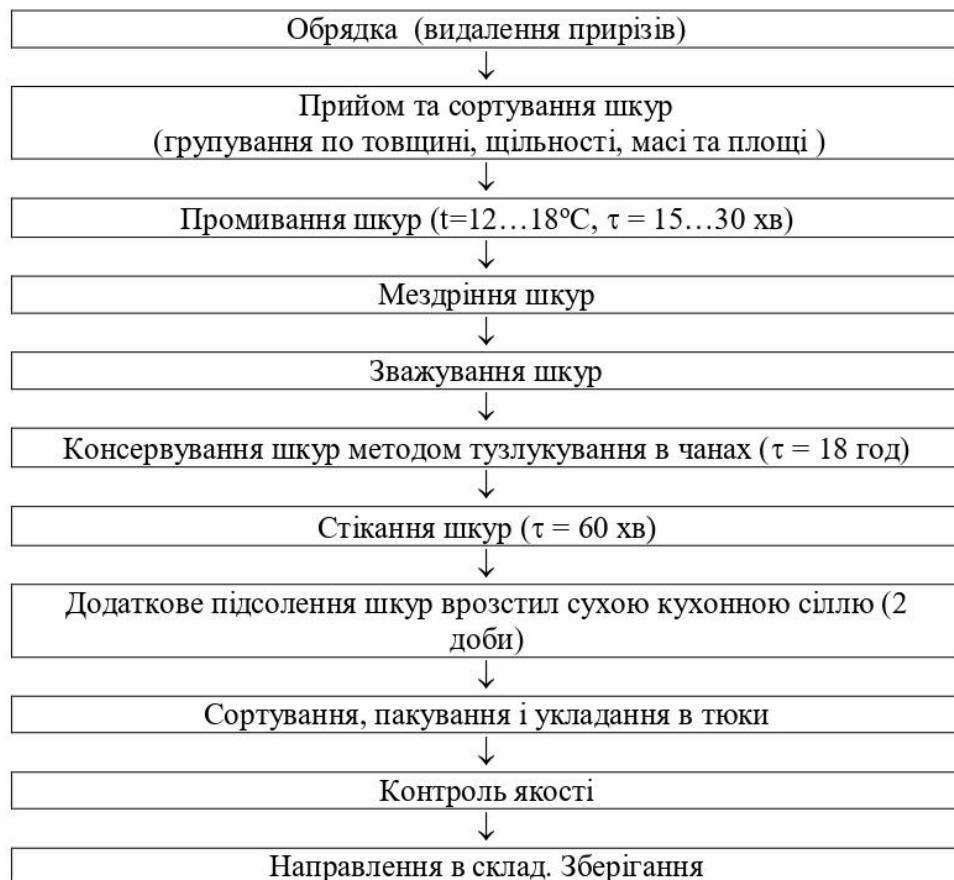 Обрядка (видалення прирізів)
↓
Прийом та сортування шкур
(групування по товщині, щільності, масі та площі )
↓
Промивання шкур (t=12…18ºС, τ = 15…30 хв)
↓
Мездріння шкур
↓
Зважування шкур
↓
Консервування шкур методом тузлукування в чанах (τ = 18 год)
↓
Стікання шкур (τ = 60 хв)
↓
Додаткове підсолення шкур врозстил сухою кухонною сіллю (2
доби)
↓
Сортування, пакування і укладання в тюки
↓
Контроль якості
↓
Направлення в склад. Зберігання